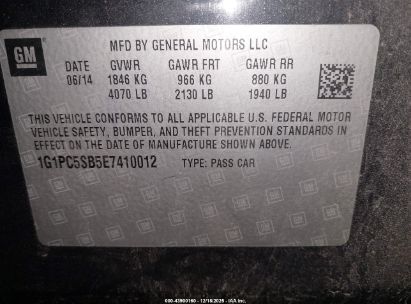 GM
MFD BY GENERAL MOTORS LLC
DATE GVWR GAWR FRT GAWR RR
06/14 1846 KG 966 KG 880 KG
4070 LB 2130 LB 1940 LB
THIS VEHICLE CONFORMS TO ALL APPLICABLE U.S. FEDERAL MOTOR
VEHICLE SAFETY, BUMPER, AND THEFT PREVENTION STANDARDS
IN EFFECT ON THE DATE OF MANUFACTURE SHOWN ABOVE.
1G1PC5SB5E7410012 TYPE: PASS CAR